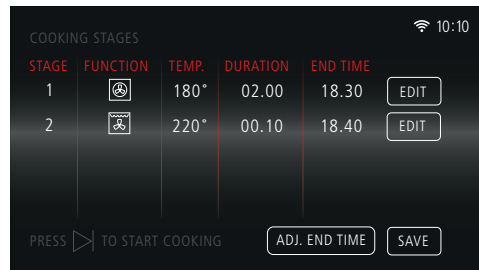 10:10
COOKING STAGES
STAGE FUNCTION TEMP. DURATION END TIME
1 180° 02.00 18.30 EDIT
2 220° 00.10 18.40 EDIT
PRESS TO START COOKING ADJ. END TIME SAVE